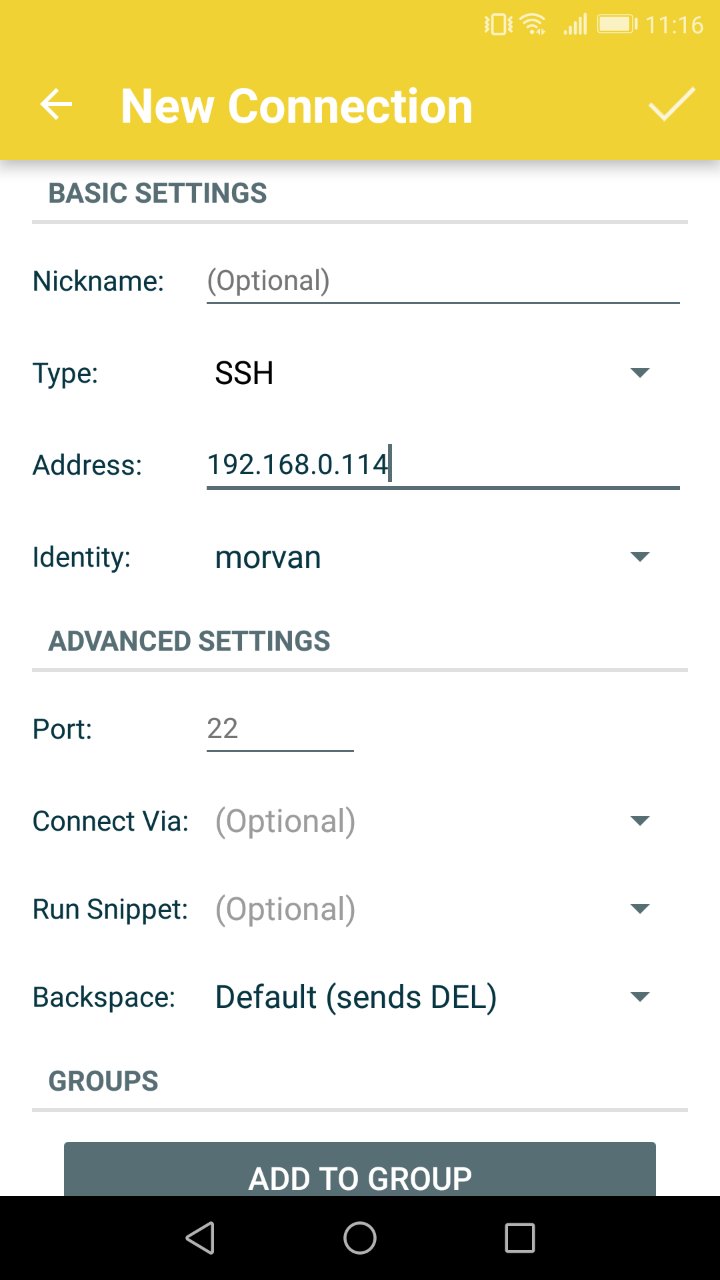 11:16
New Connection
BASIC SETTINGS
Nickname: (Optional)
Type: SSH
Address: 192.168.0.114
Identity: morvan
ADVANCED SETTINGS
Port: 22
Connect Via: (Optional)
Run Snippet: (Optional)
Backspace: Default (sends DEL)
GROUPS
ADD TO GROUP